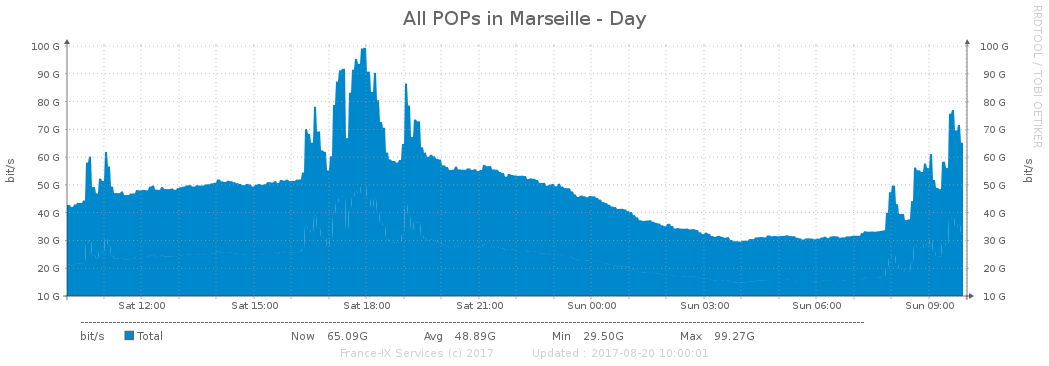 All POPs in Marseille - Day
RRDTOOL / TOBI OETIKER
bit/s
100 G
90 G
80 G
70 G
60 G
50 G
40 G
30 G
20 G
10 G
100 G
90 G
80 G
70 G
60 G
50 G
40 G
30 G
20 G
10 G
bit/s
Sat 12:00 Sat 15:00 Sat 18:00 Sat 21:00 Sun 00:00 Sun 03:00 Sun 06:00 Sun 09:00
bit/s Total Now 65.09G Avg 48.89G Min 29.50G Max 99.27G
France-IX Services (c) 2017 Updated : 2017-08-20 10:00:01